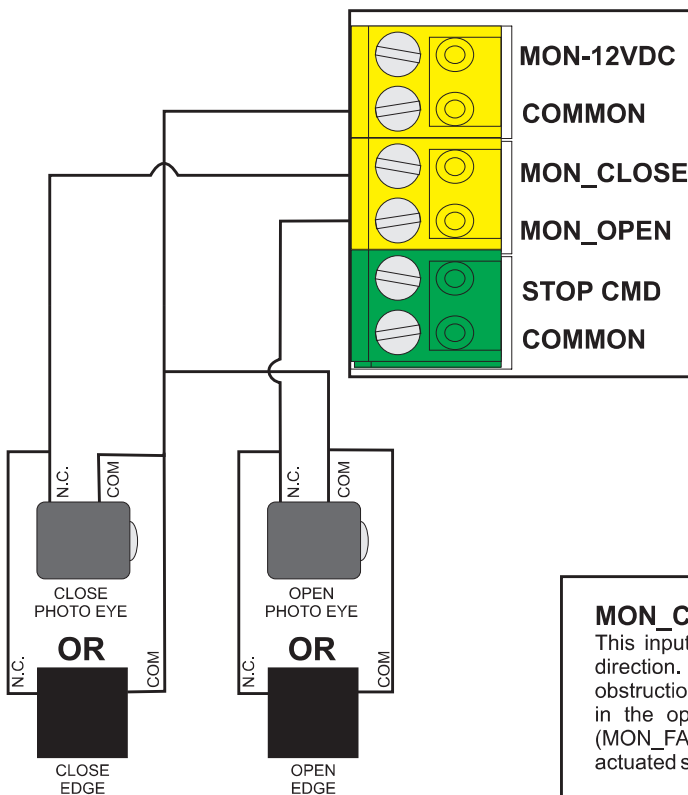 MON-12VDC
COMMON
MON_CLOSE
MON_OPEN
STOP CMD
COMMON
N.C.
COM
N.C.
COM
CLOSE
PHOTO EYE
OPEN
PHOTO EYE
OR
OR
N.C.
COM
N.C.
COM
CLOSE
EDGE
OPEN
EDGE
This input
direction.
in the
actuated